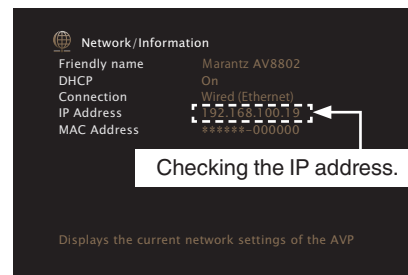 Network/Information
Friendly name Marantz AV8802
DHCP On
Connection Wired (Ethernet)
IP Address 192.168.100.19
MAC Address ******-000000
Checking the IP address.
Displays the current network settings of the AVP